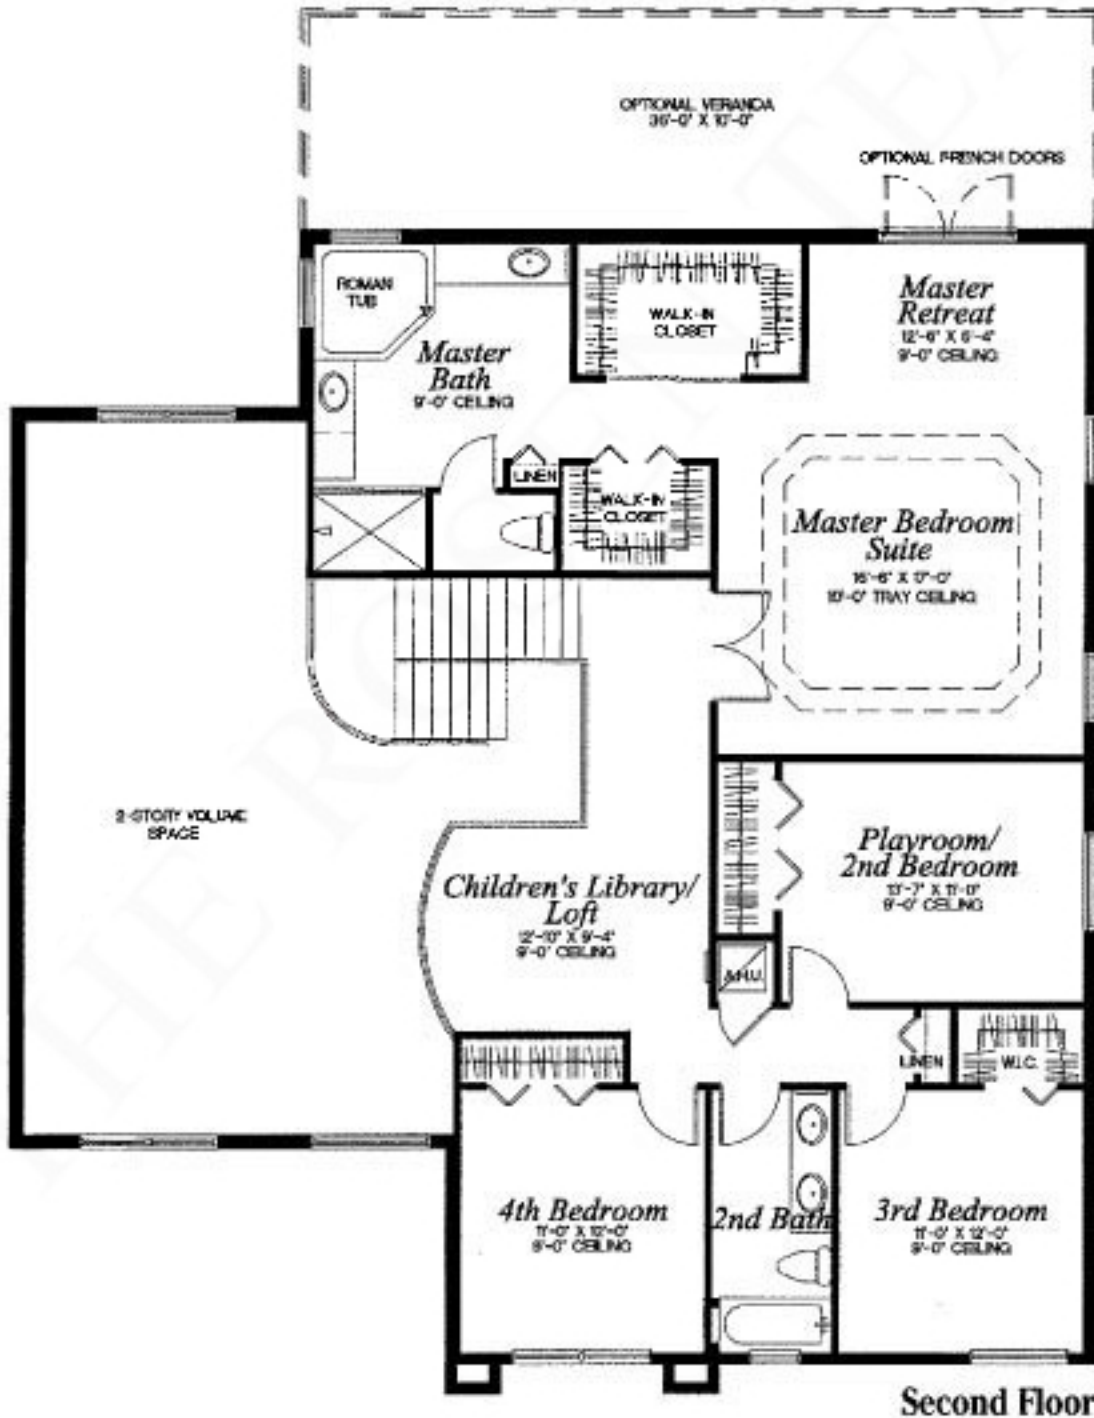 OPTIONAL VERANDA
36'-0" X 10'-0"
OPTIONAL FRENCH DOORS
ROMAN
TUB
WALK-IN
CLOSET
Master
Retreat
12'-6" X 6'-4"
9'-0" CEILING
Master
Bath
9'-0" CEILING
LINEN
WALK-IN
CLOSET
Master Bedroom
Suite
16'-6" X 17'-0"
10'-0" TRAY CEILING
2-STORY VOLUME
SPACE
Playroom/
2nd Bedroom
13'-7" X 11'-0"
9'-0" CEILING
Children's Library/
Loft
12'-10" X 9'-4"
9'-0" CEILING
A.H.U.
LINEN
W.I.C.
4th Bedroom
11'-0" X 12'-0"
9'-0" CEILING
2nd Bath
3rd Bedroom
11'-0" X 12'-0"
9'-0" CEILING
Second Floor